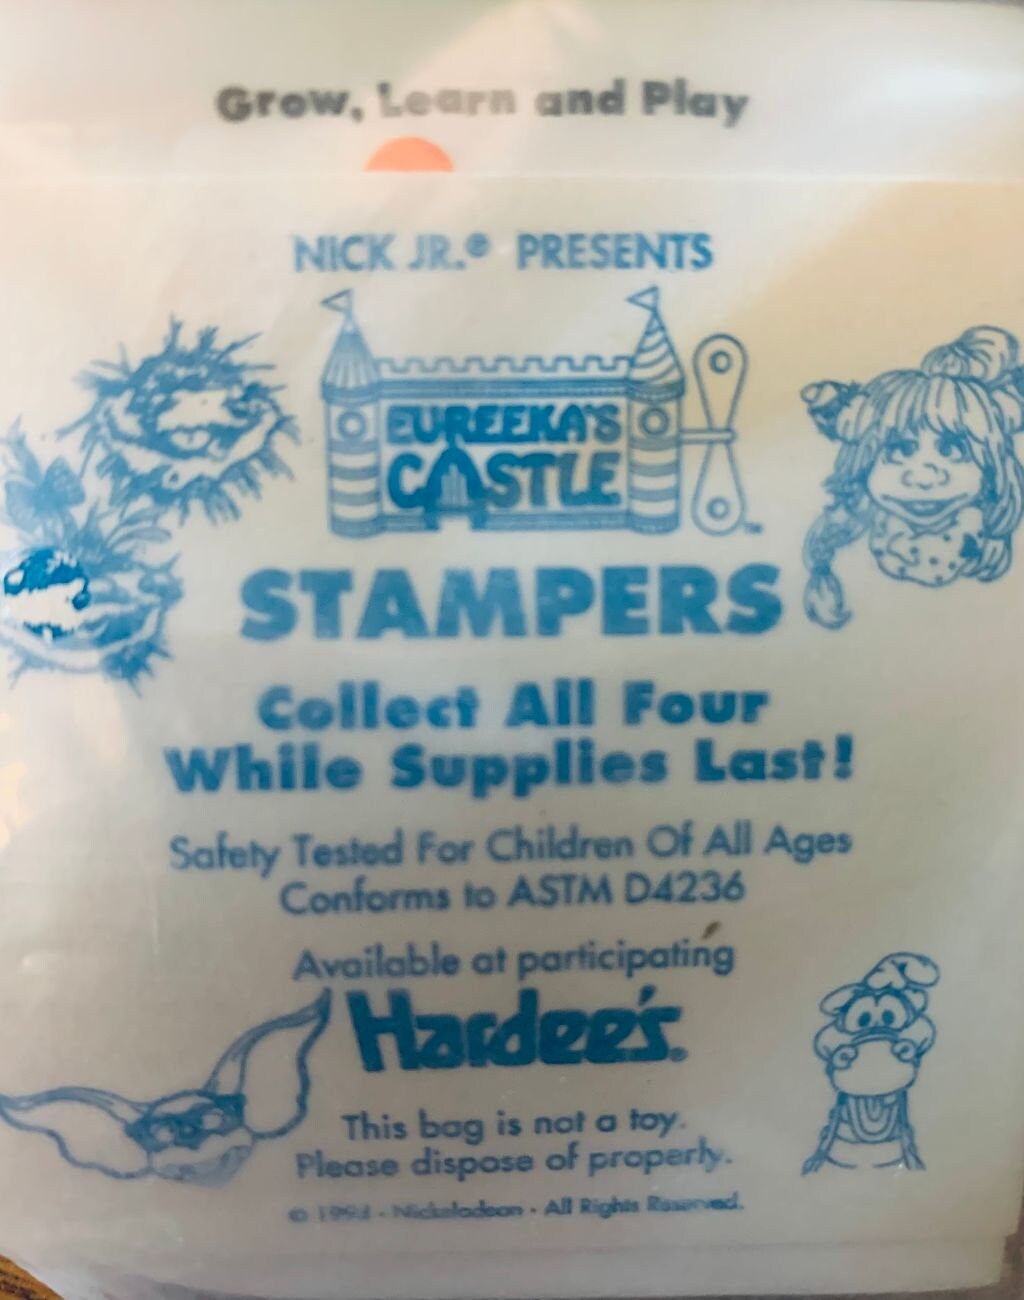 Grow, Learn and Play
NICK JR.® PRESENTS
EUREEKA'S
CASTLE ™
STAMPERS
Collect All Four
While Supplies Last!
Safety Tested For Children Of All Ages
Conforms to ASTM D4236
Available at participating
Hardee's®
This bag is not a toy.
Please dispose of properly.
© 1994 - Nickelodeon - All Rights Reserved.